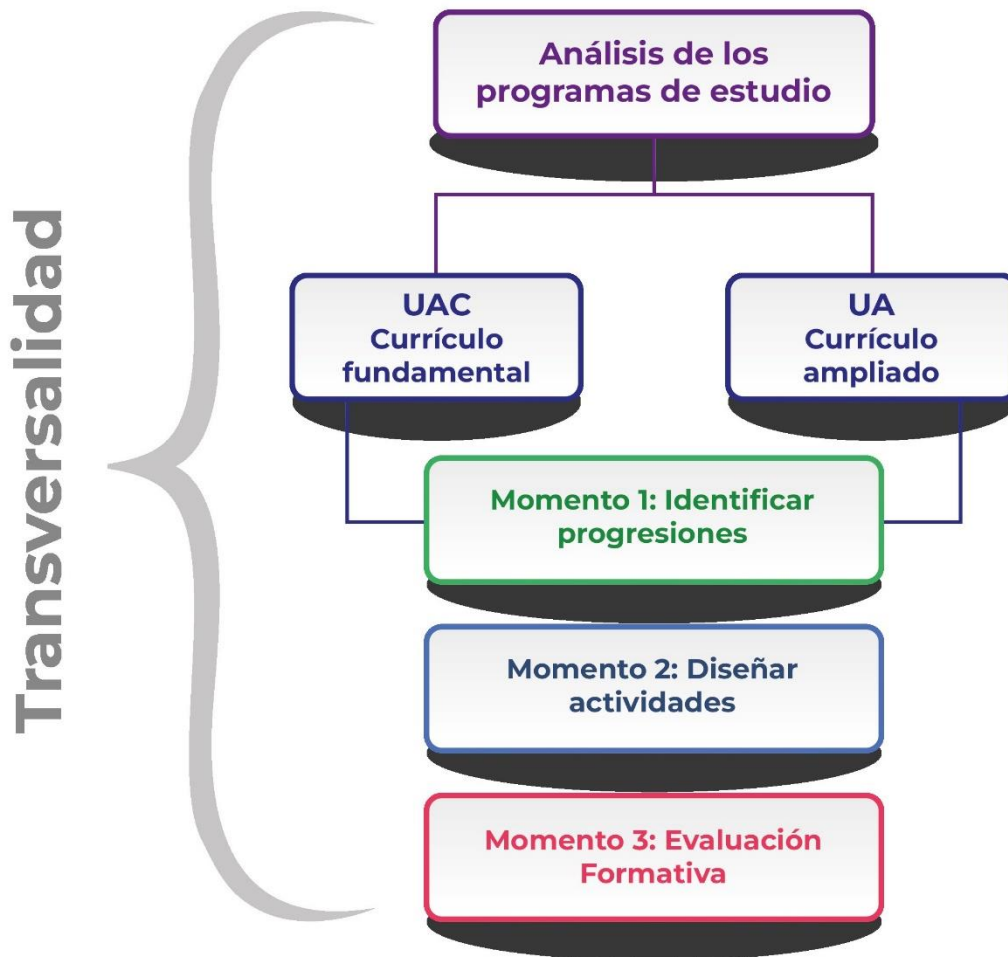 Transversalidad
Análisis de los
programas de estudio
UAC
Currículo
fundamental
UA
Currículo
ampliado
Momento 1: Identificar
progresiones
Momento 2: Diseñar
actividades
Momento 3: Evaluación
Formativa